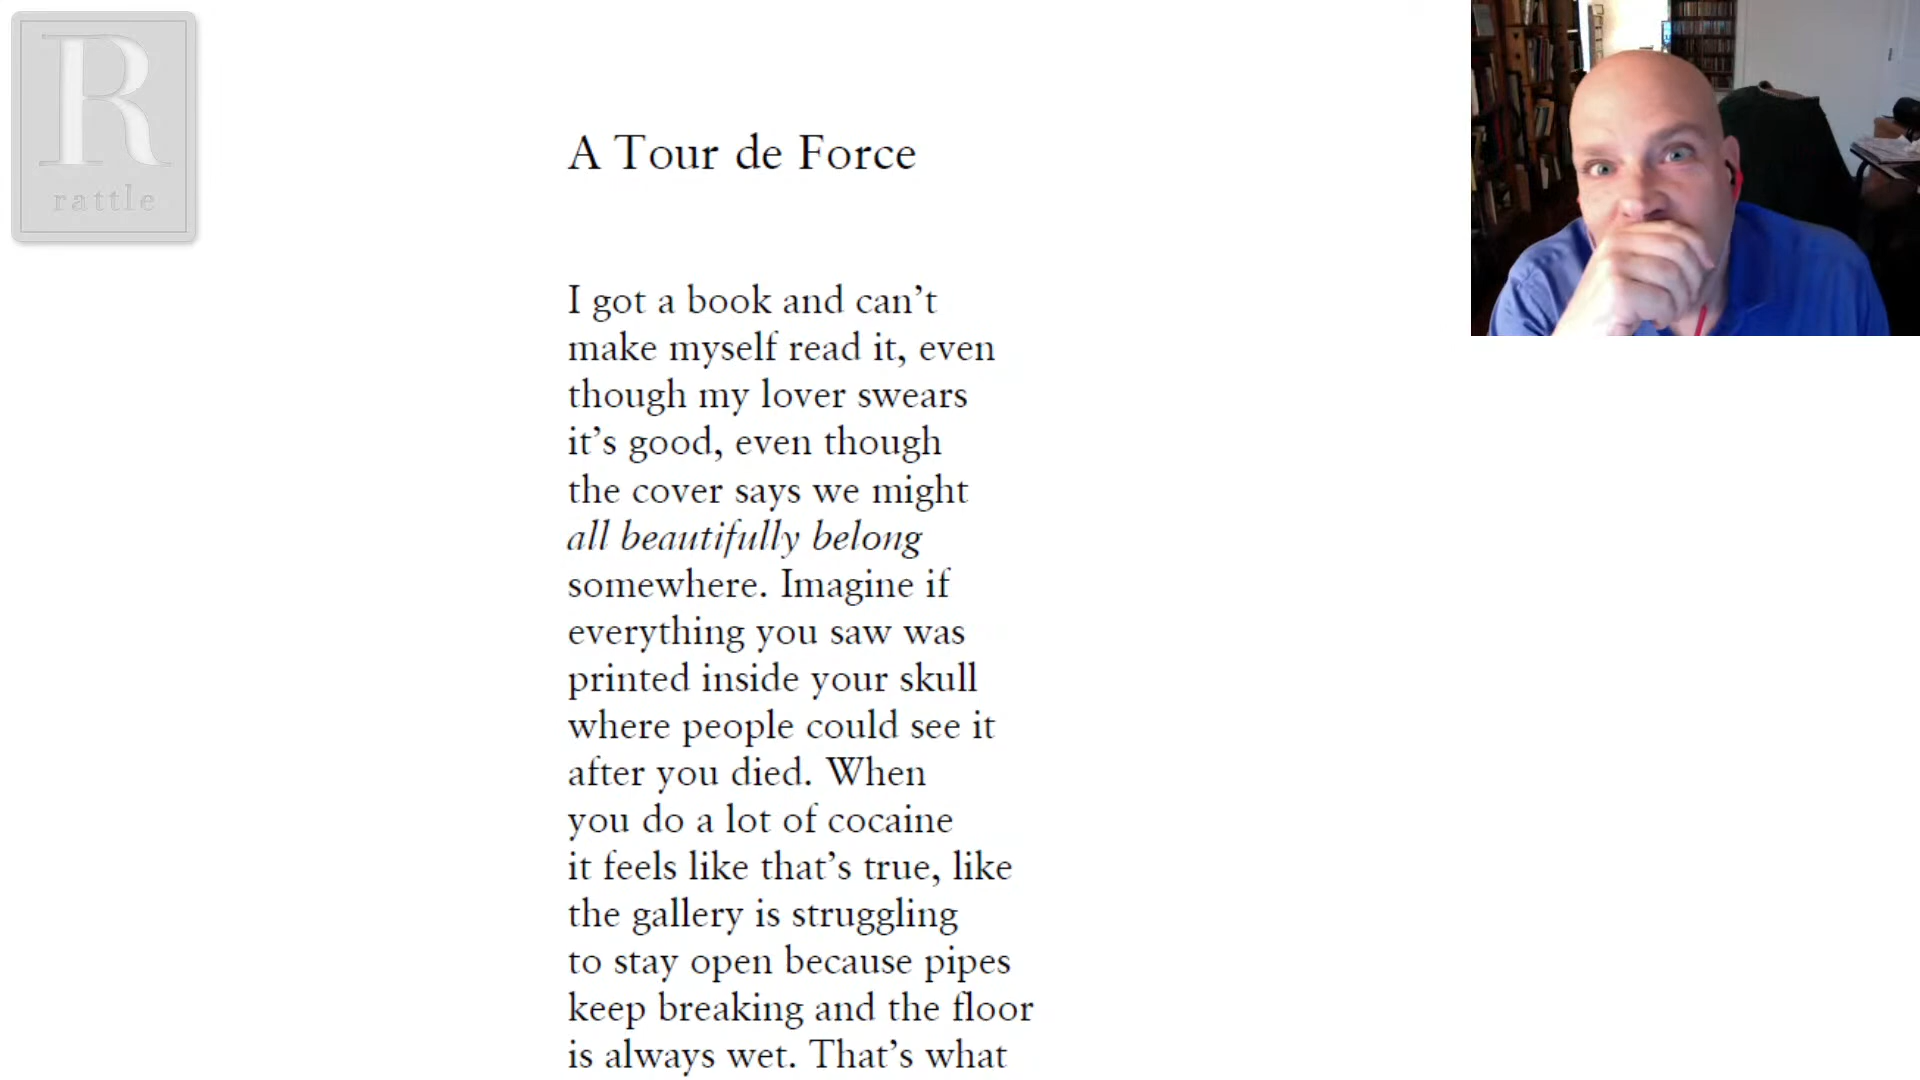 R
rattle
A Tour de Force
I got a book and can’t
make myself read it, even
though my lover swears
it’s good, even though
the cover says we might
all beautifully belong
somewhere. Imagine if
everything you saw was
printed inside your skull
where people could see it
after you died. When
you do a lot of cocaine
it feels like that’s true, like
the gallery is struggling
to stay open because pipes
keep breaking and the floor
is always wet. That’s what